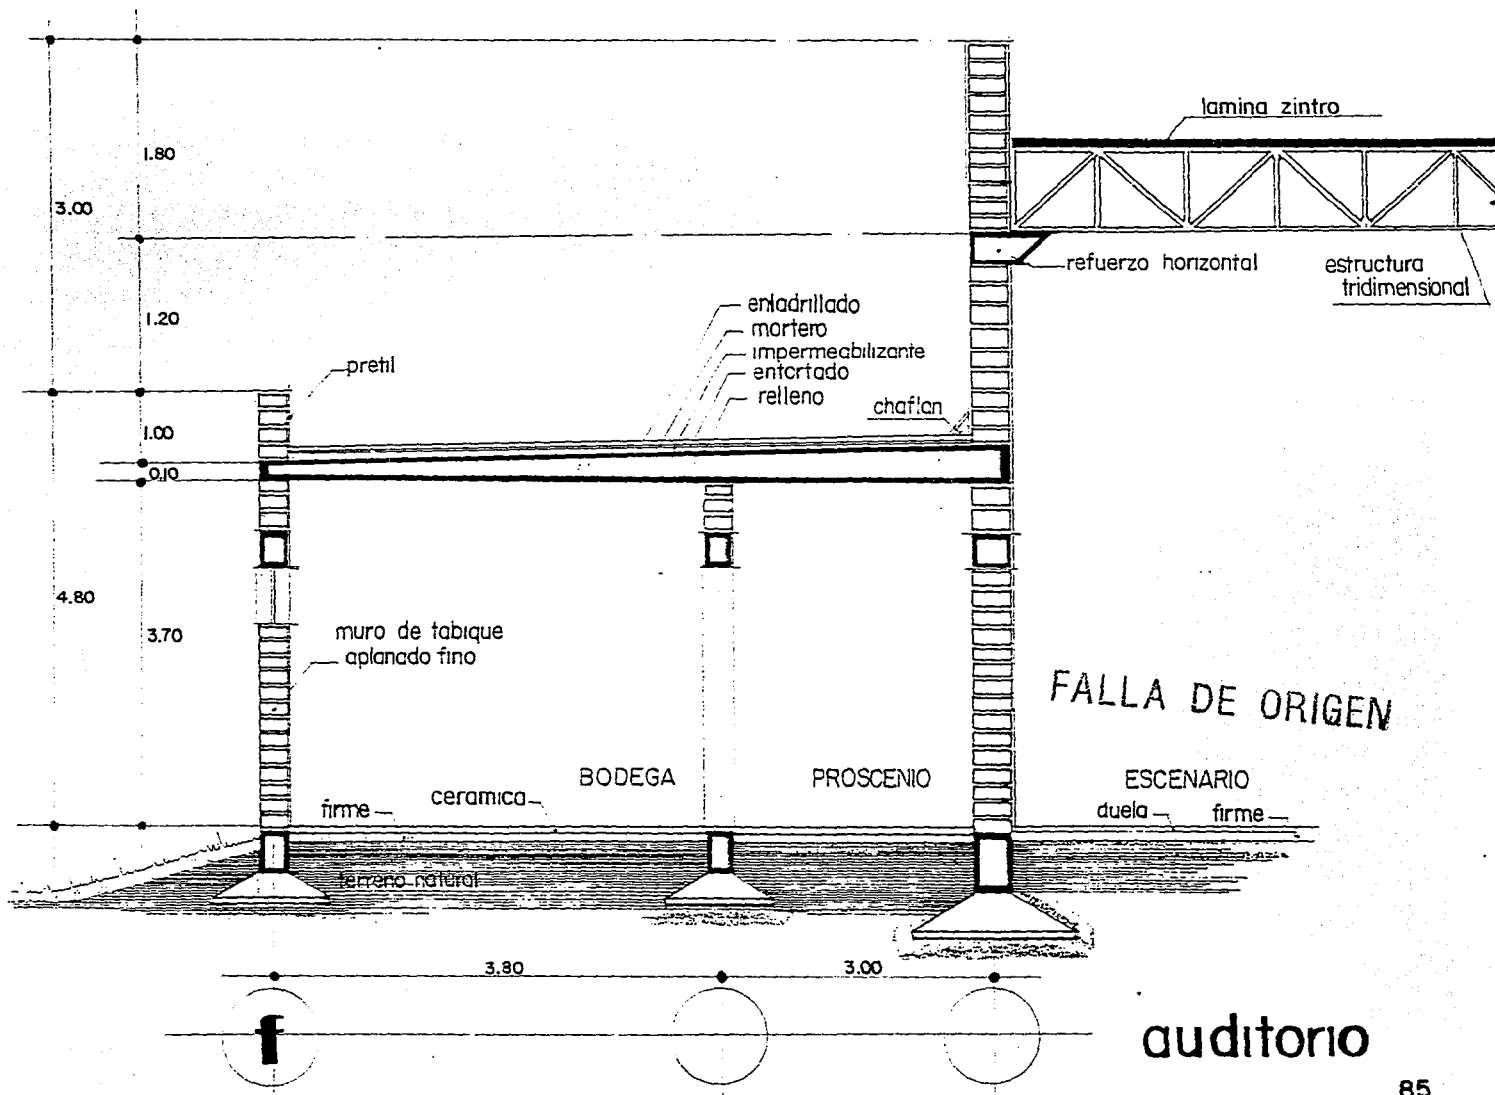 lamina zintro
1.80
3.00
refuerzo horizontal
estructura
tridimensional
enladrillado
mortero
impermeabilizante
entortado
relleno
1.20
pretil
chaflan
1.00
0.10
4.80
3.70
muro de tabique
aplanado fino
FALLA DE ORIGEN
BODEGA
PROSCENIO
ESCENARIO
firme
ceramica
duela
firme
terreno natural
3.80
3.00
f
auditorio
85